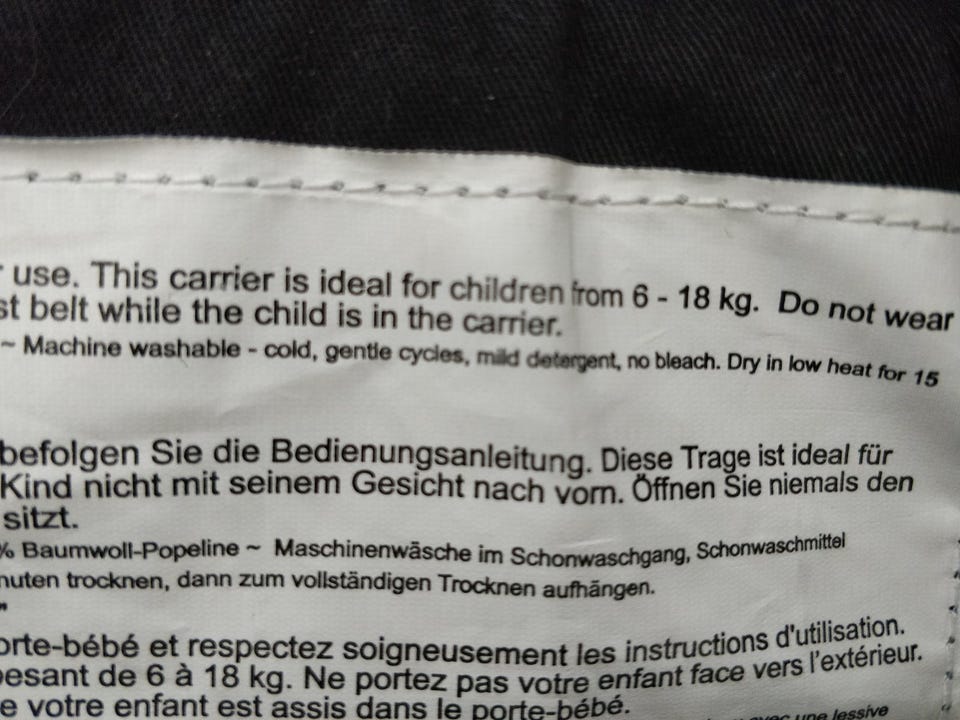 use. This carrier is ideal for children from 6 - 18 kg. Do not wear
st belt while the child is in the carrier.
~ Machine washable - cold, gentle cycles, mild detergent, no bleach. Dry in low heat for 15
befolgen Sie die Bedienungsanleitung. Diese Trage ist ideal für
Kind nicht mit seinem Gesicht nach vorn. Öffnen Sie niemals den
sitzt.
% Baumwoll-Popeline ~ Maschinenwäsche im Schonwaschgang, Schonwaschmittel
nuten trocknen, dann zum vollständigen Trocknen aufhängen.
orte-bébé et respectez soigneusement les instructions d'utilisation.
pesant de 6 à 18 kg. Ne portez pas votre enfant face vers l'extérieur.
e votre enfant est assis dans le porte-bébé.
avec une lessive